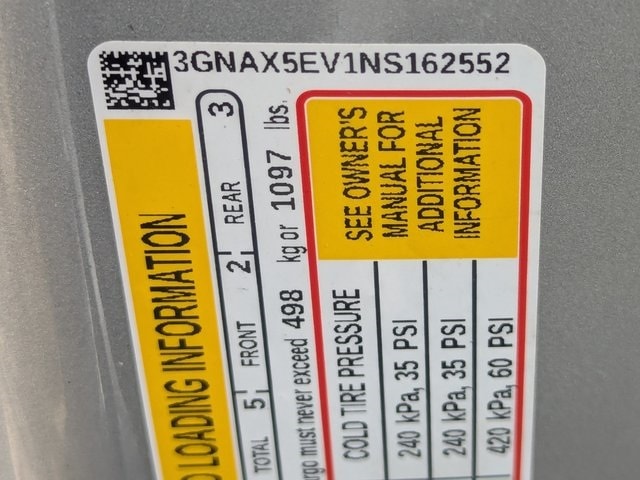 3GNAX5EV1NS162552
LOADING INFORMATION
TOTAL 5 FRONT 2 REAR 3
must never exceed 498 kg or 1097 lbs.
COLD TIRE PRESSURE
240 kPa, 35 PSI
240 kPa, 35 PSI
420 kPa, 60 PSI
SEE OWNER'S
MANUAL FOR
ADDITIONAL
INFORMATION